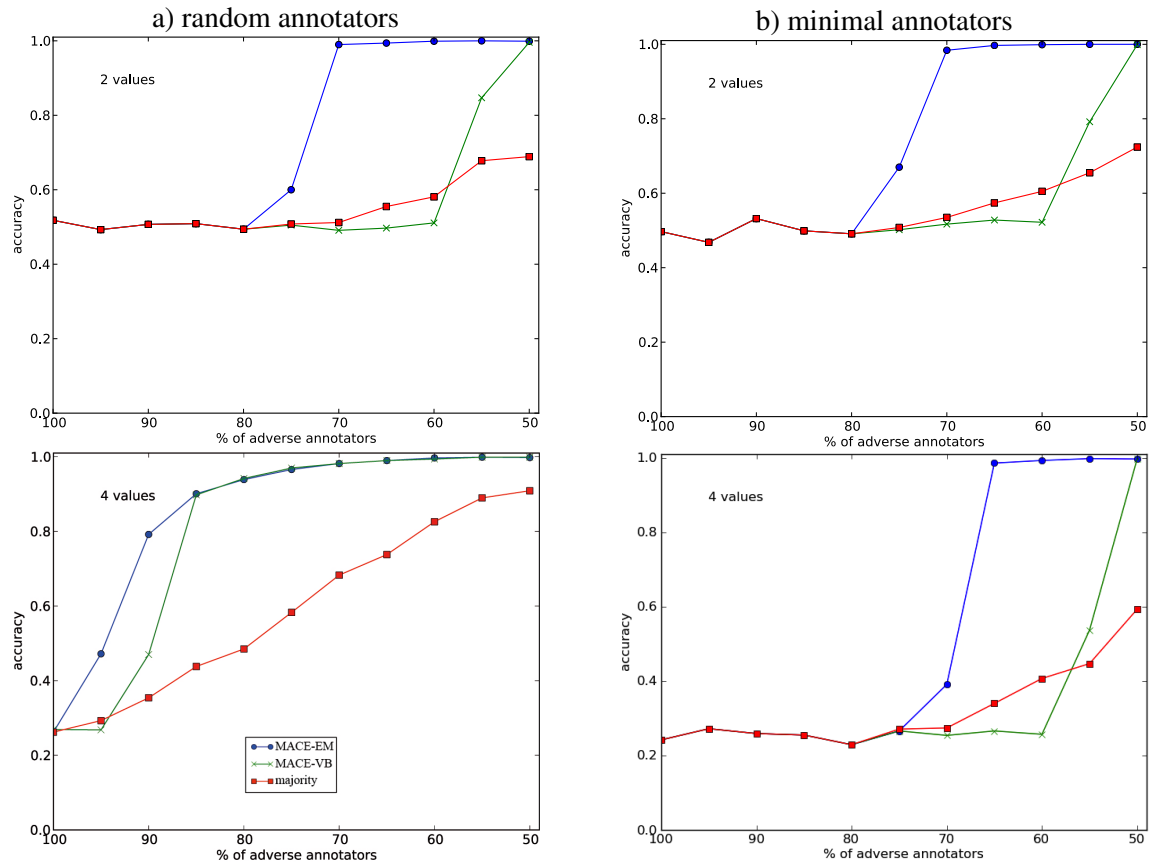 a) random annotators
b) minimal annotators
1.0
0.8
0.6
0.4
0.2
0.0
accuracy
2 values
100
90
80
70
60
50
% of adverse annotators
1.0
0.8
0.6
0.4
0.2
0.0
accuracy
2 values
100
90
80
70
60
50
% of adverse annotators
1.0
0.8
0.6
0.4
0.2
0.0
accuracy
4 values
MACE-EM
MACE-VB
majority
100
90
80
70
60
50
% of adverse annotators
1.0
0.8
0.6
0.4
0.2
0.0
accuracy
4 values
100
90
80
70
60
50
% of adverse annotators